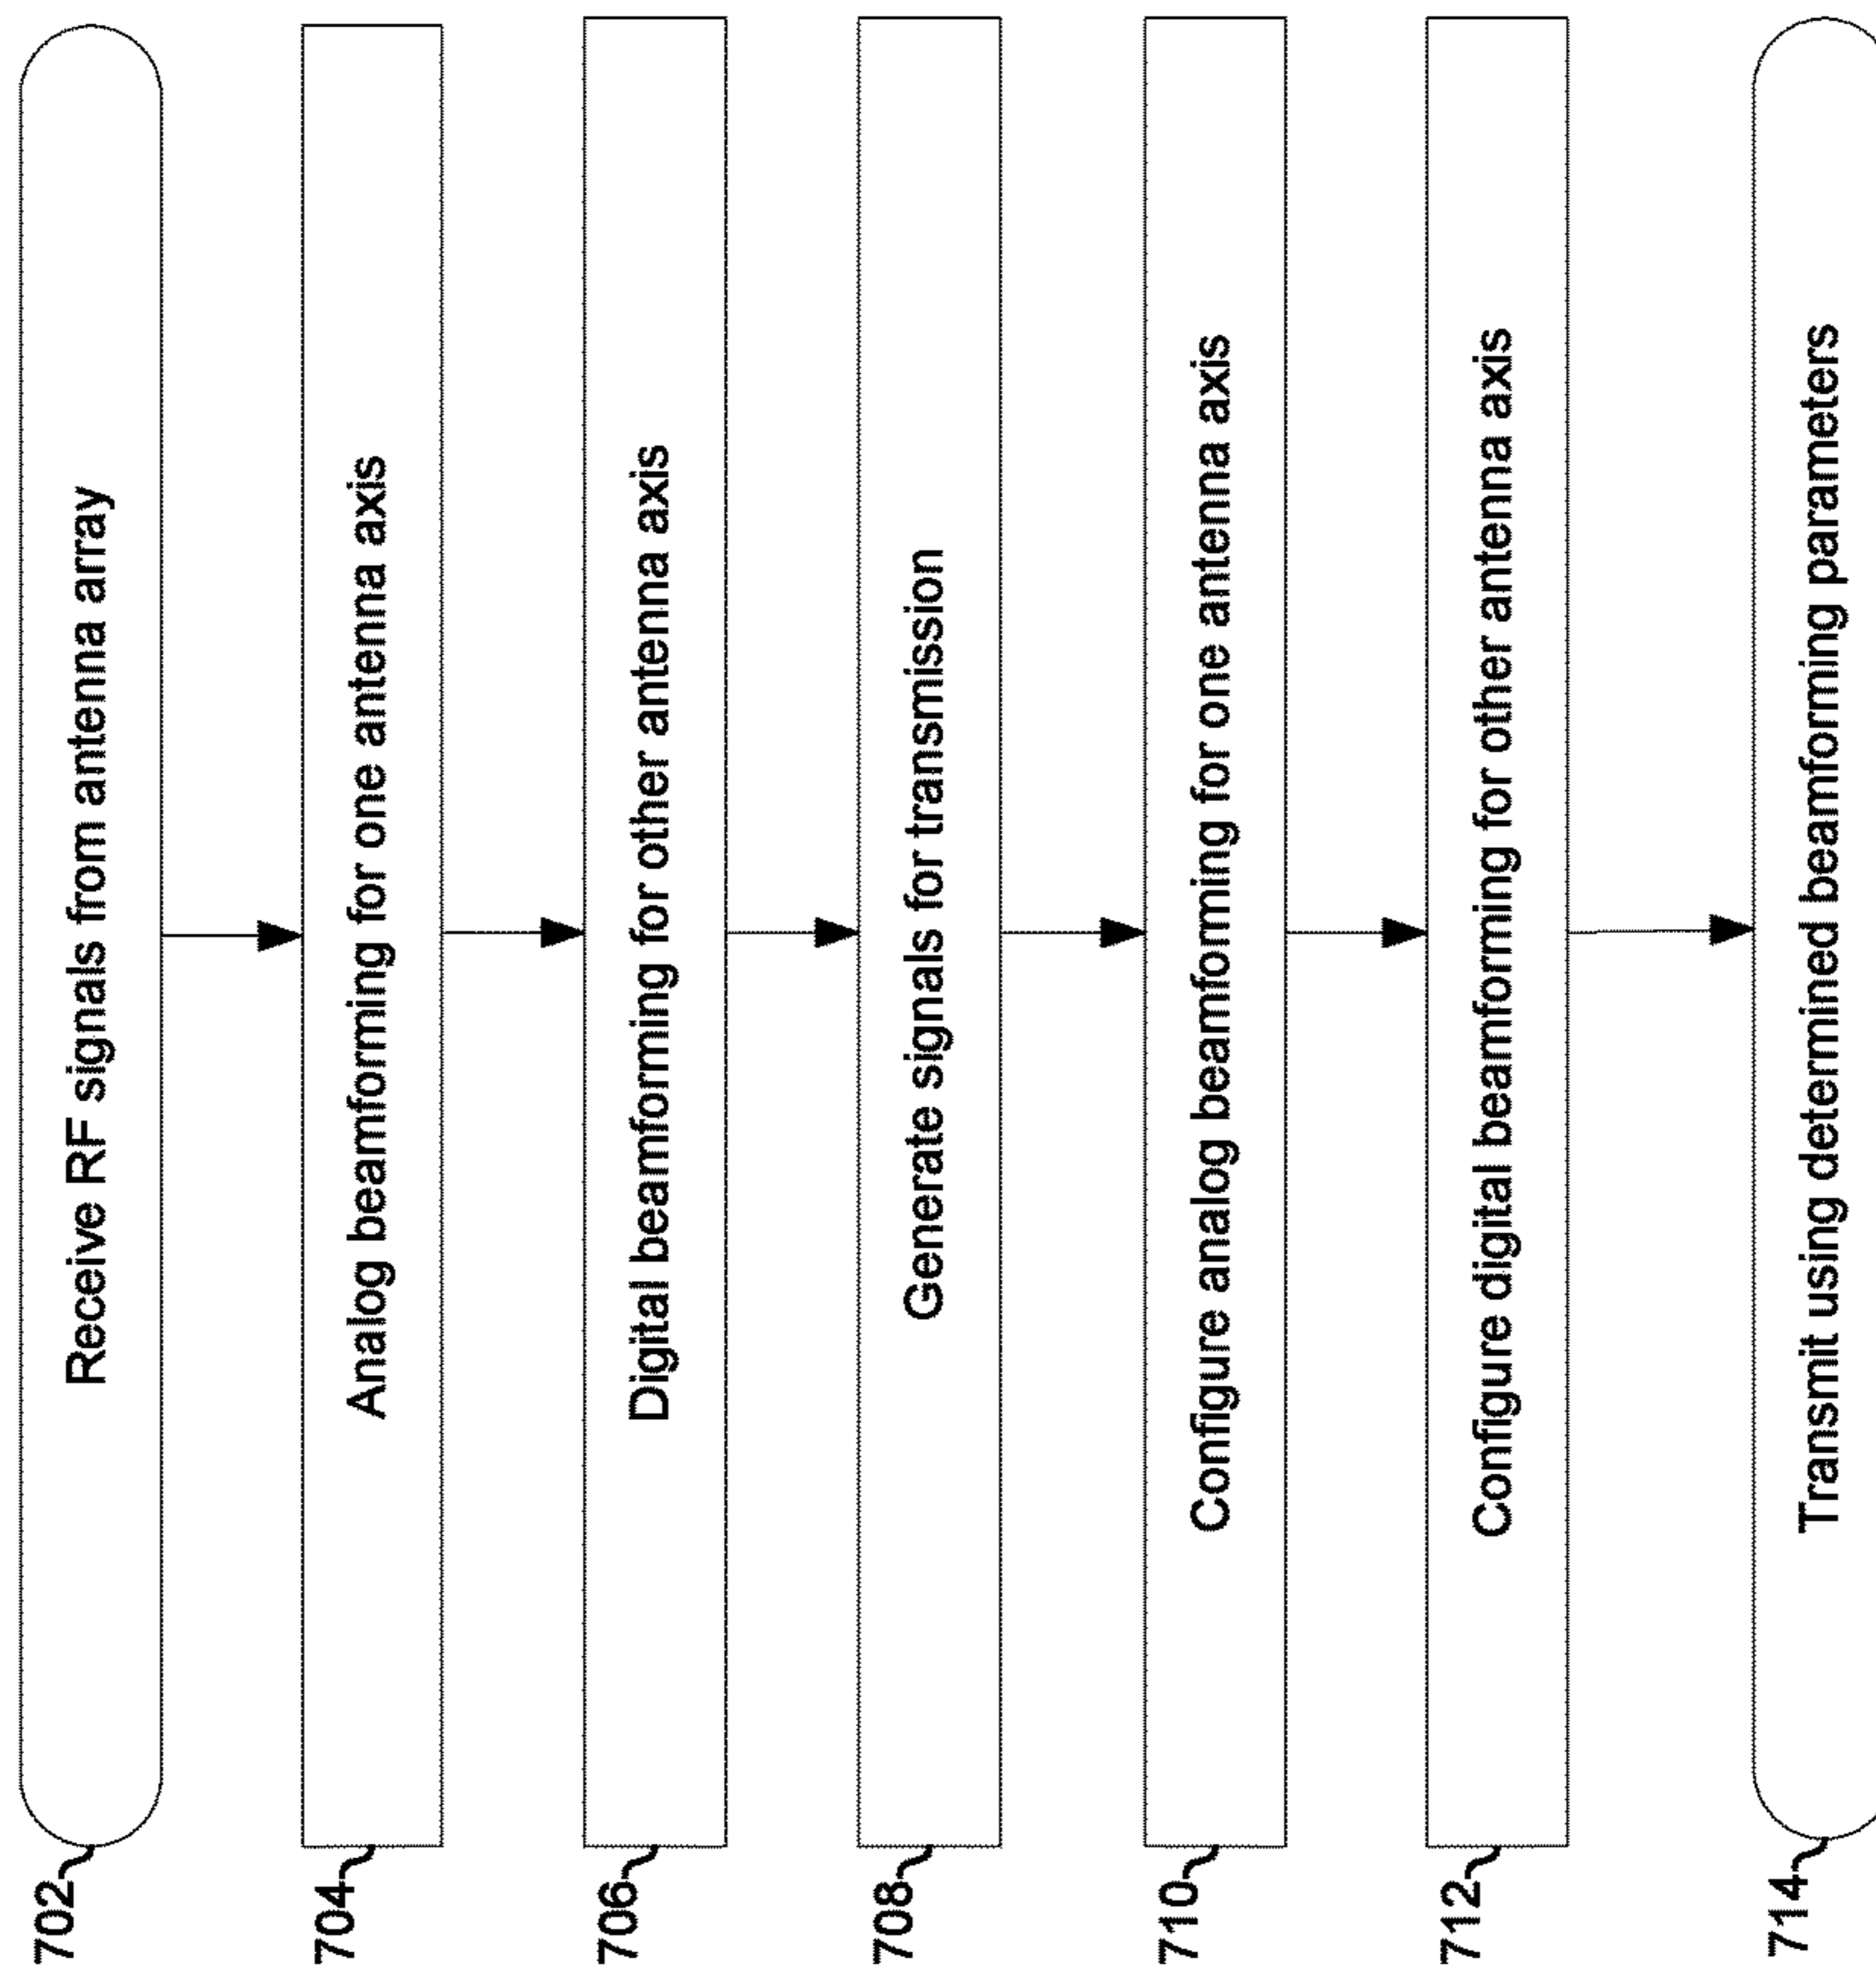 702
Receive RF signals from antenna array
704
Analog beamforming for one antenna axis
706
Digital beamforming for other antenna axis
708
Generate signals for transmission
710
Configure analog beamforming for one antenna axis
712
Configure digital beamforming for other antenna axis
714
Transmit using determined beamforming parameters